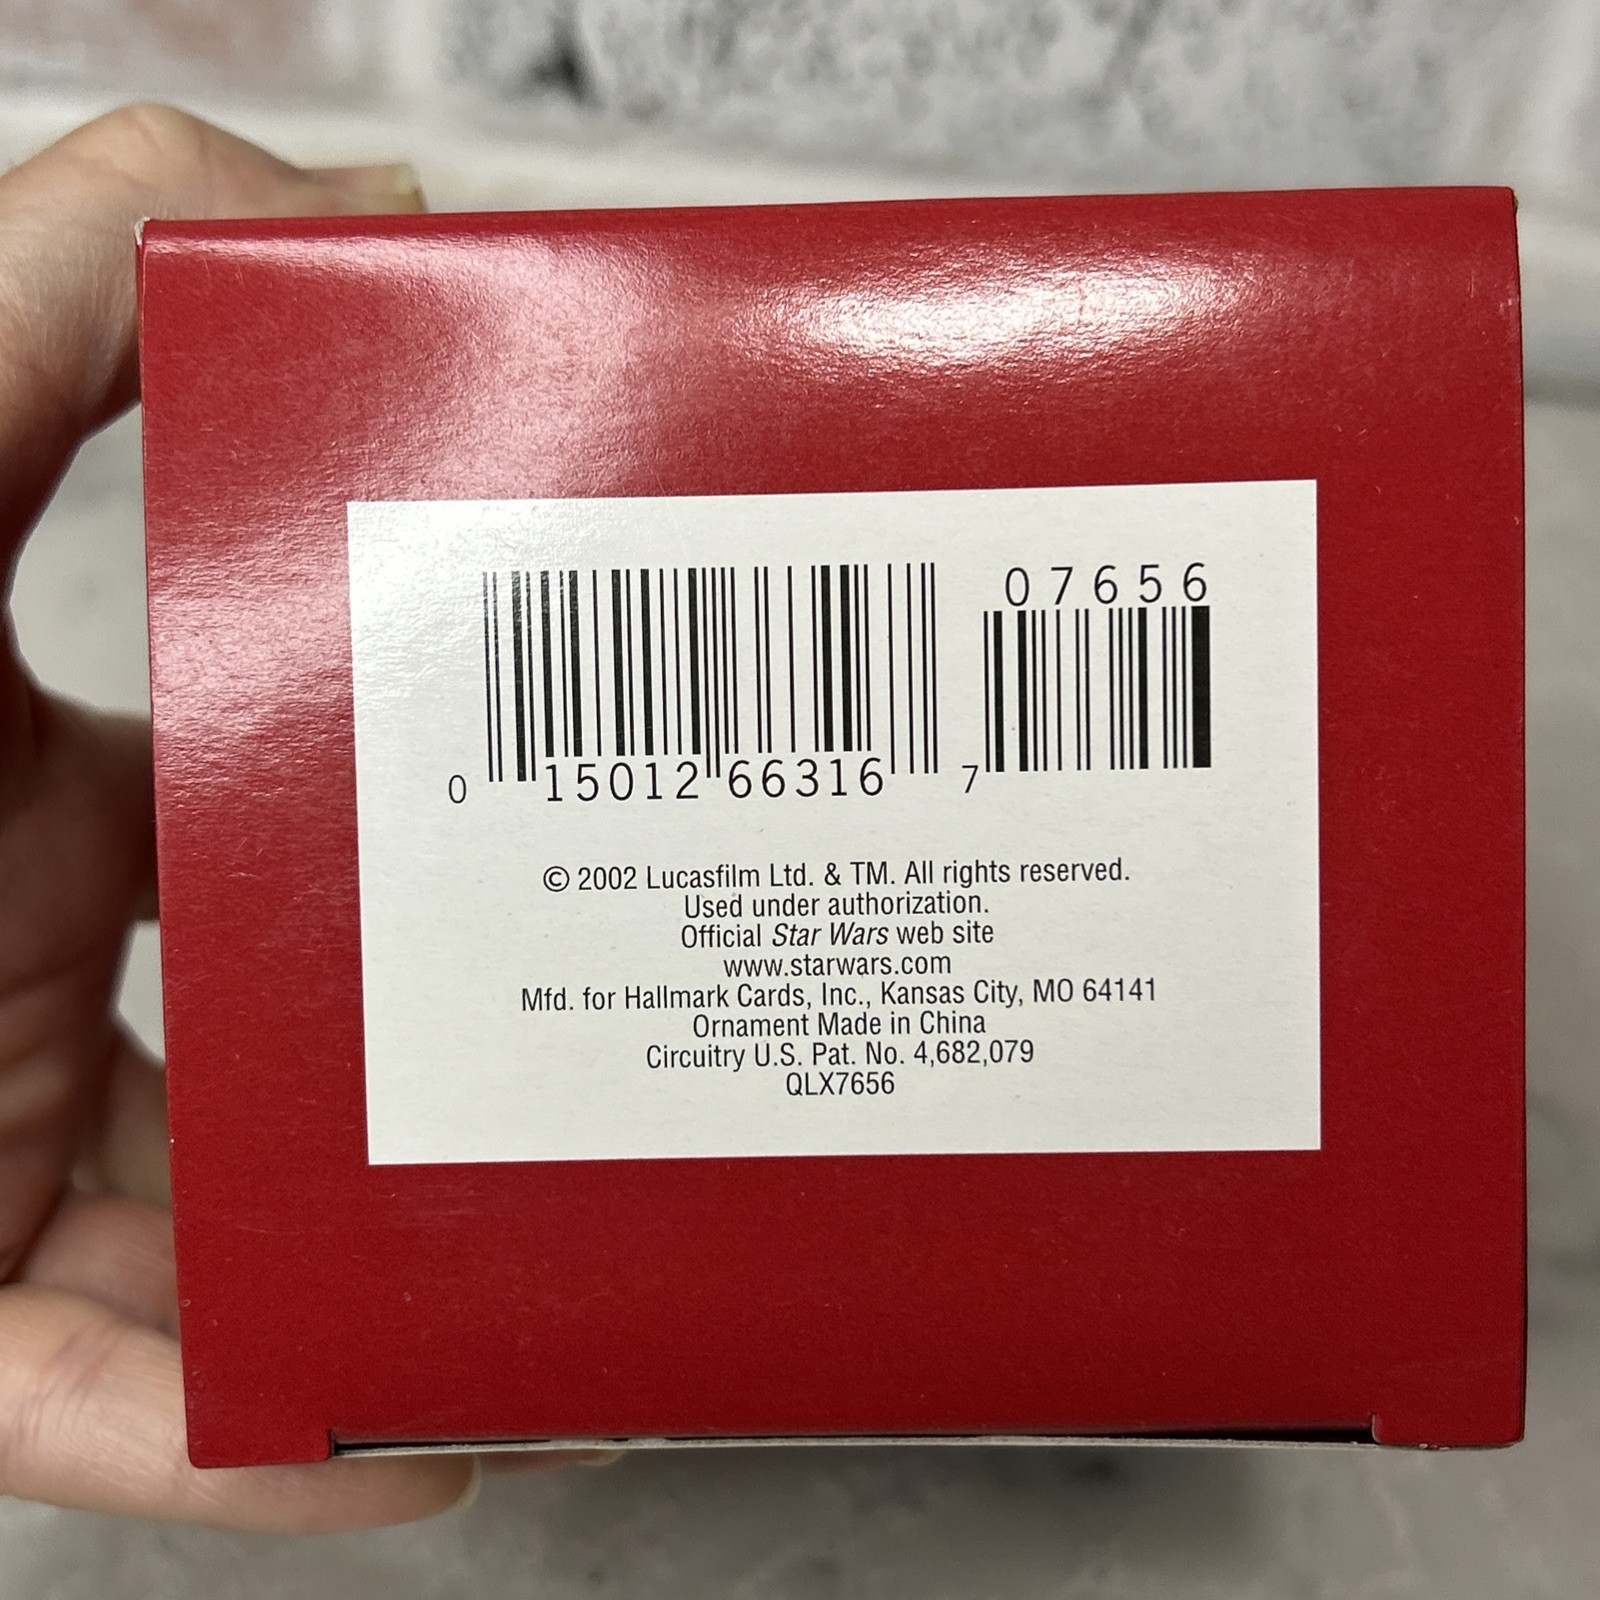 07656
0 15012 66316 7
© 2002 Lucasfilm Ltd. & TM. All rights reserved.
Used under authorization.
Official Star Wars web site
www.starwars.com
Mfd. for Hallmark Cards, Inc., Kansas City, MO 64141
Ornament Made in China
Circuitry U.S. Pat. No. 4,682,079
QLX7656